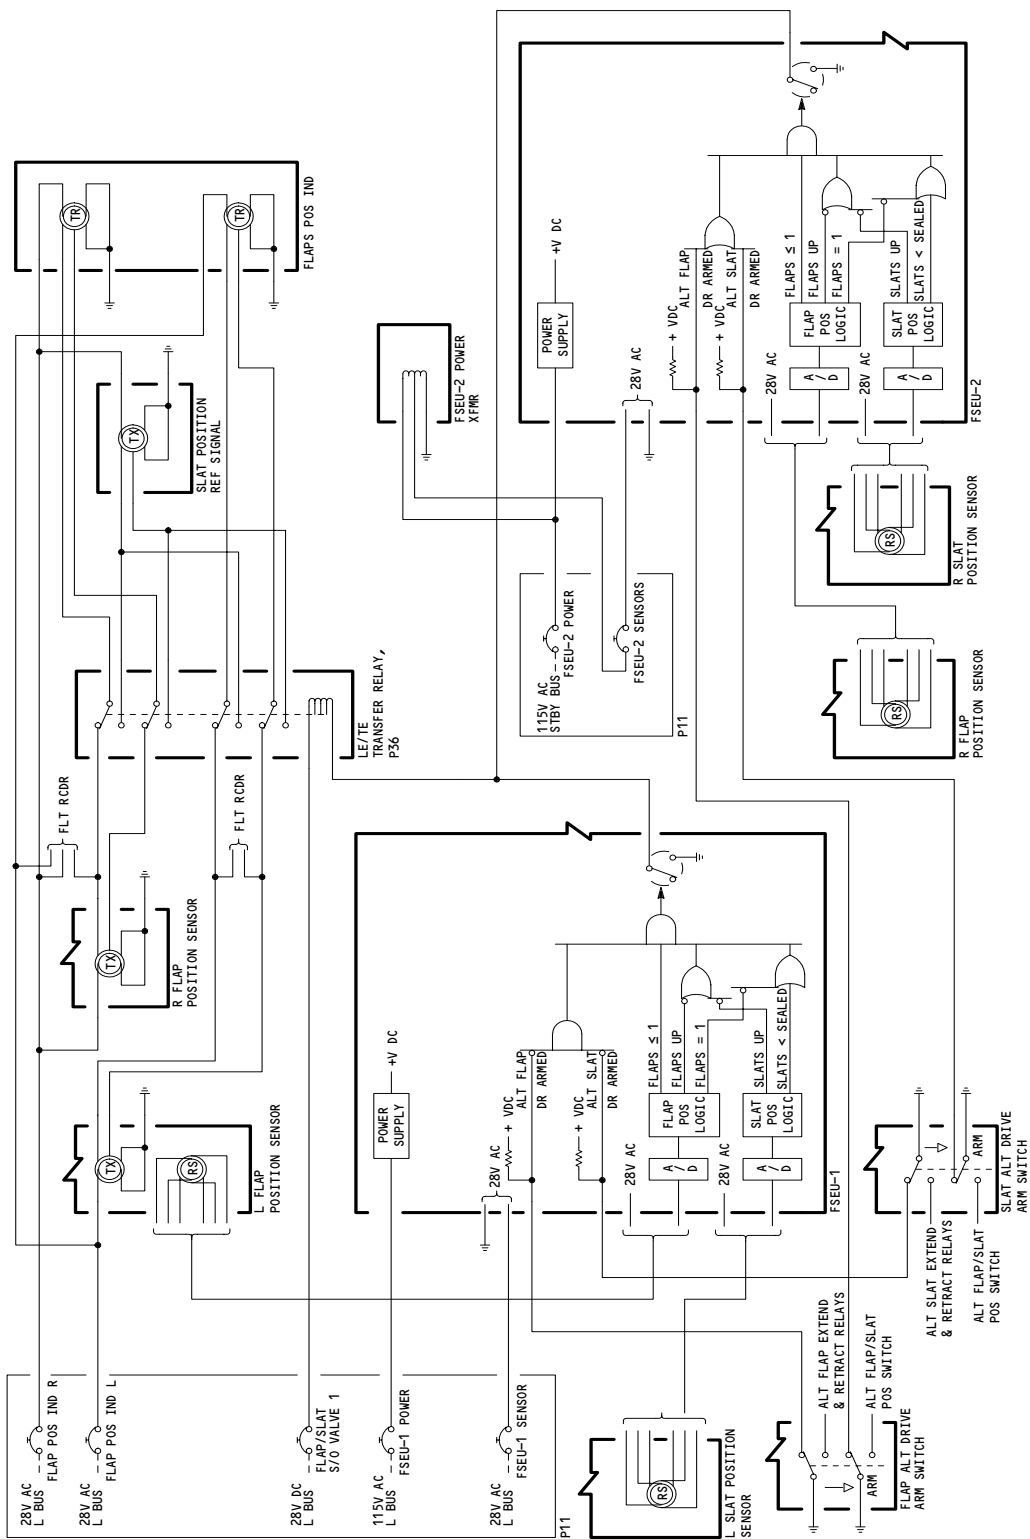 28V AC
L BUS
FLAP POS IND R
28V AC
L BUS
FLAP POS IND L
28V DC
L BUS
FLAP/SLAT
S/O VALVE 1
115V AC
L BUS
FSEU-1 POWER
28V AC
L BUS
FSEU-1 SENSOR
P11
TX
RS
L FLAP
POSITION SENSOR
TX
R FLAP
POSITION SENSOR
FLT RCDR
FLT RCDR
LE/TE
TRANSFER RELAY,
P36
TX
SLAT POSITION
REF SIGNAL
TR
TR
FLAPS POS IND
FSEU-2 POWER
XFMR
115V AC
STBY BUS
FSEU-2 POWER
FSEU-2 SENSORS
P11
POWER
SUPPLY
+V DC
28V AC
+ VDC
ALT FLAP
DR ARMED
+ VDC
ALT SLAT
DR ARMED
28V AC
A/D
FLAP
POS
LOGIC
FLAPS ≤ 1
FLAPS UP
FLAPS = 1
28V AC
A/D
SLAT
POS
LOGIC
SLATS UP
SLATS < SEALED
FSEU-2
RS
R SLAT
POSITION SENSOR
RS
R FLAP
POSITION SENSOR
POWER
SUPPLY
+V DC
28V AC
+ VDC
ALT FLAP
DR ARMED
+ VDC
ALT SLAT
DR ARMED
28V AC
A/D
FLAP
POS
LOGIC
FLAPS ≤ 1
FLAPS UP
FLAPS = 1
28V AC
A/D
SLAT
POS
LOGIC
SLATS UP
SLATS < SEALED
FSEU-1
RS
L SLAT POSITION
SENSOR
ALT FLAP EXTEND
& RETRACT RELAYS
ALT FLAP/SLAT
POS SWITCH
ARM
FLAP ALT DRIVE
ARM SWITCH
ALT SLAT EXTEND
& RETRACT RELAYS
ALT FLAP/SLAT
POS SWITCH
ARM
SLAT ALT DRIVE
ARM SWITCH